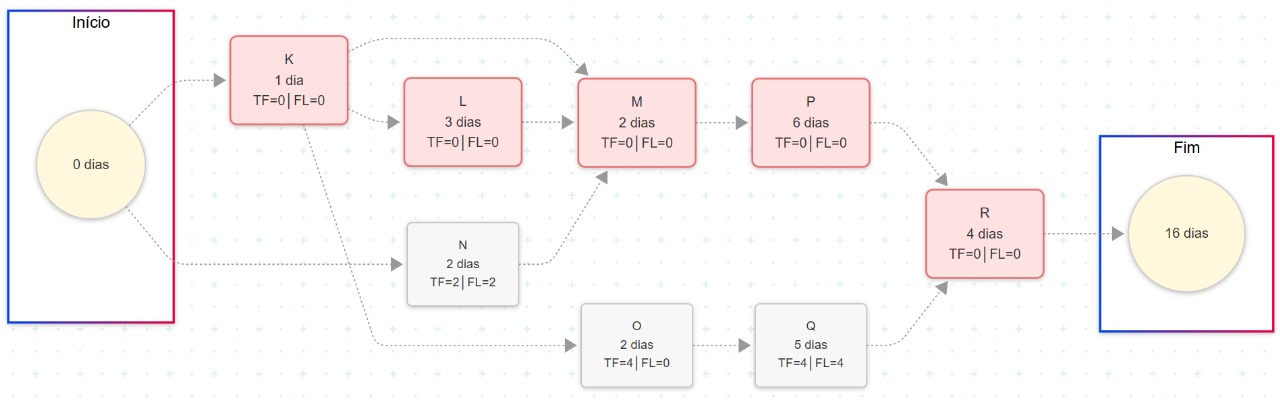 Início
0 dias
K
1 dia
TF=0│FL=0
L
3 dias
TF=0│FL=0
M
2 dias
TF=0│FL=0
P
6 dias
TF=0│FL=0
N
2 dias
TF=2│FL=2
O
2 dias
TF=4│FL=0
Q
5 dias
TF=4│FL=4
R
4 dias
TF=0│FL=0
Fim
16 dias